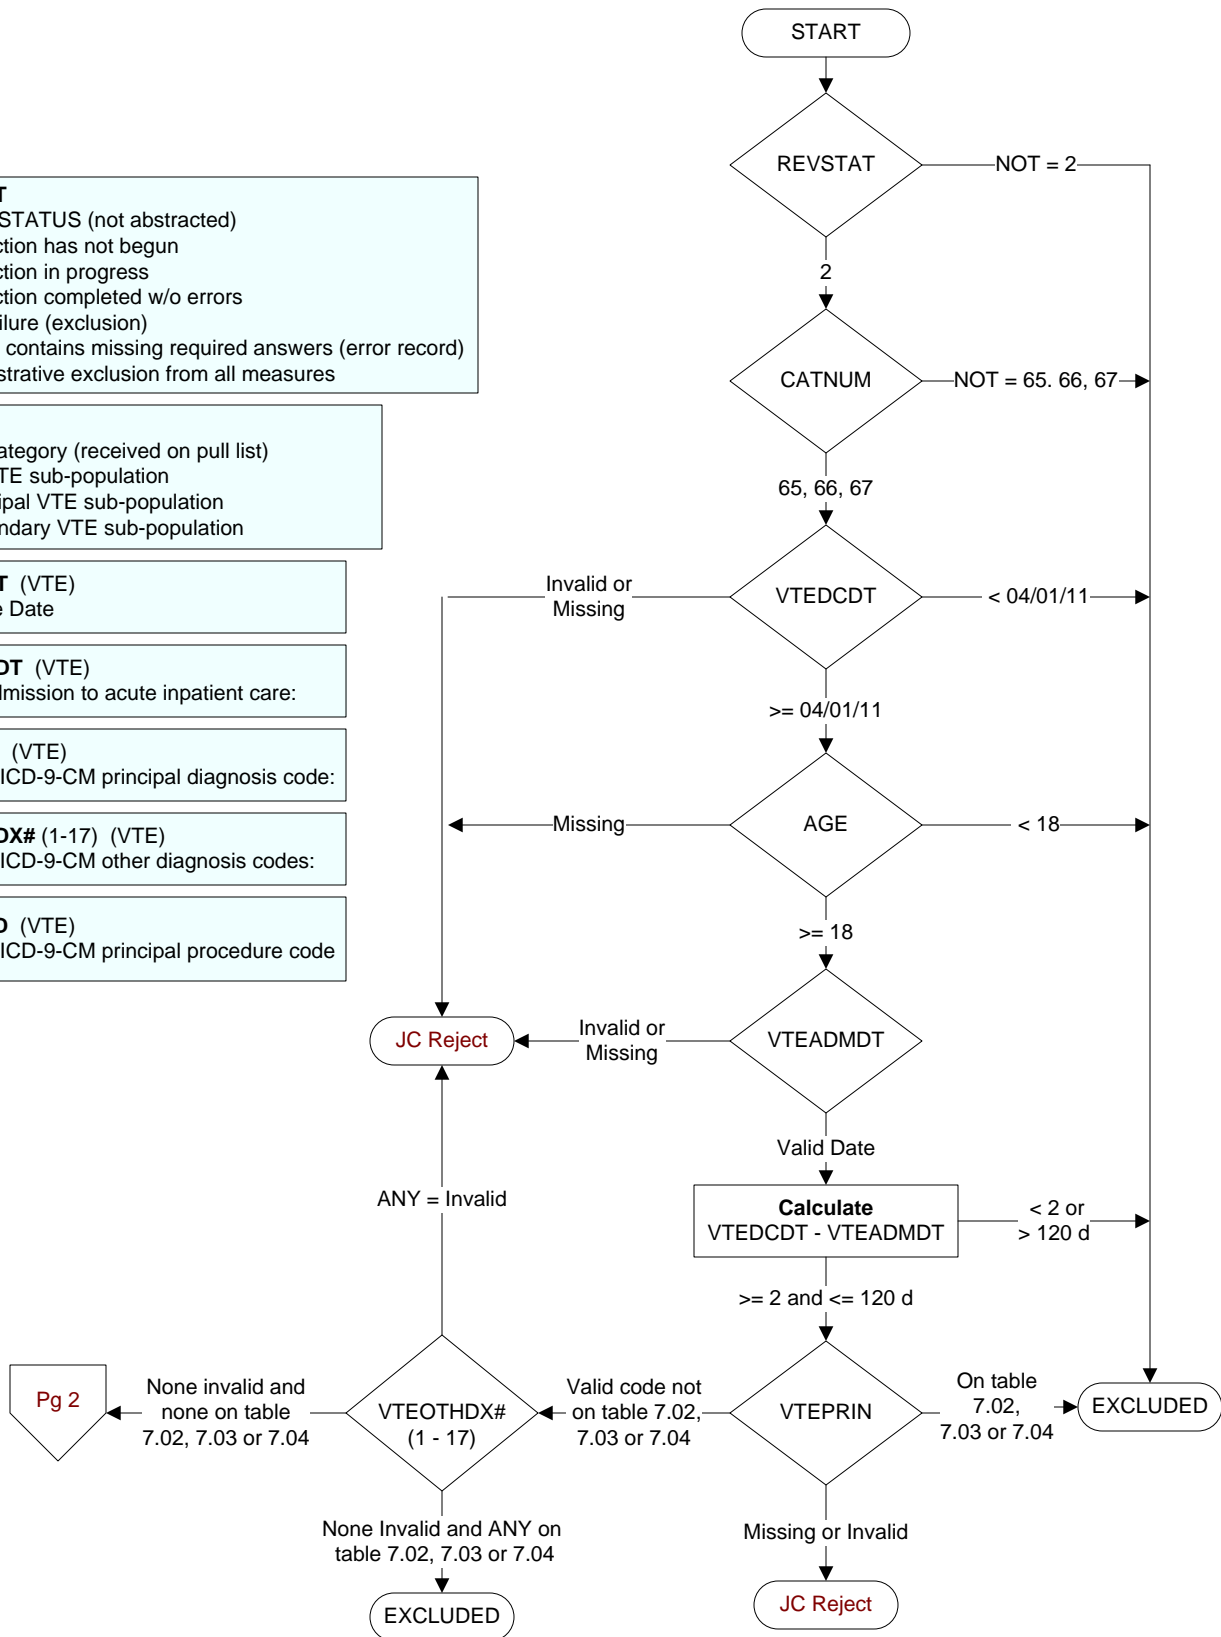 START
REVSTAT
NOT = 2
2
T
STATUS (not abstracted)
ction has not begun
ction in progress
ction completed w/o errors
ilure (exclusion)
contains missing required answers (error record)
strative exclusion from all measures
CATNUM
NOT = 65. 66, 67
65, 66, 67
ategory (received on pull list)
TE sub-population
ipal VTE sub-population
ndary VTE sub-population
T (VTE)
e Date
Invalid or
Missing
VTEDCDT
< 04/01/11
>= 04/01/11
DT (VTE)
dmission to acute inpatient care:
(VTE)
ICD-9-CM principal diagnosis code:
DX# (1-17) (VTE)
ICD-9-CM other diagnosis codes:
D (VTE)
ICD-9-CM principal procedure code
Missing
AGE
< 18
>= 18
JC Reject
Invalid or
Missing
VTEADMDT
Valid Date
ANY = Invalid
Calculate
VTEDCDT - VTEADMDT
< 2 or
> 120 d
>= 2 and <= 120 d
Pg 2
None invalid and
none on table
7.02, 7.03 or 7.04
VTEOTHDX#
(1 - 17)
Valid code not
on table 7.02,
7.03 or 7.04
VTEPRIN
On table
7.02,
7.03 or 7.04
EXCLUDED
None Invalid and ANY on
table 7.02, 7.03 or 7.04
Missing or Invalid
EXCLUDED
JC Reject